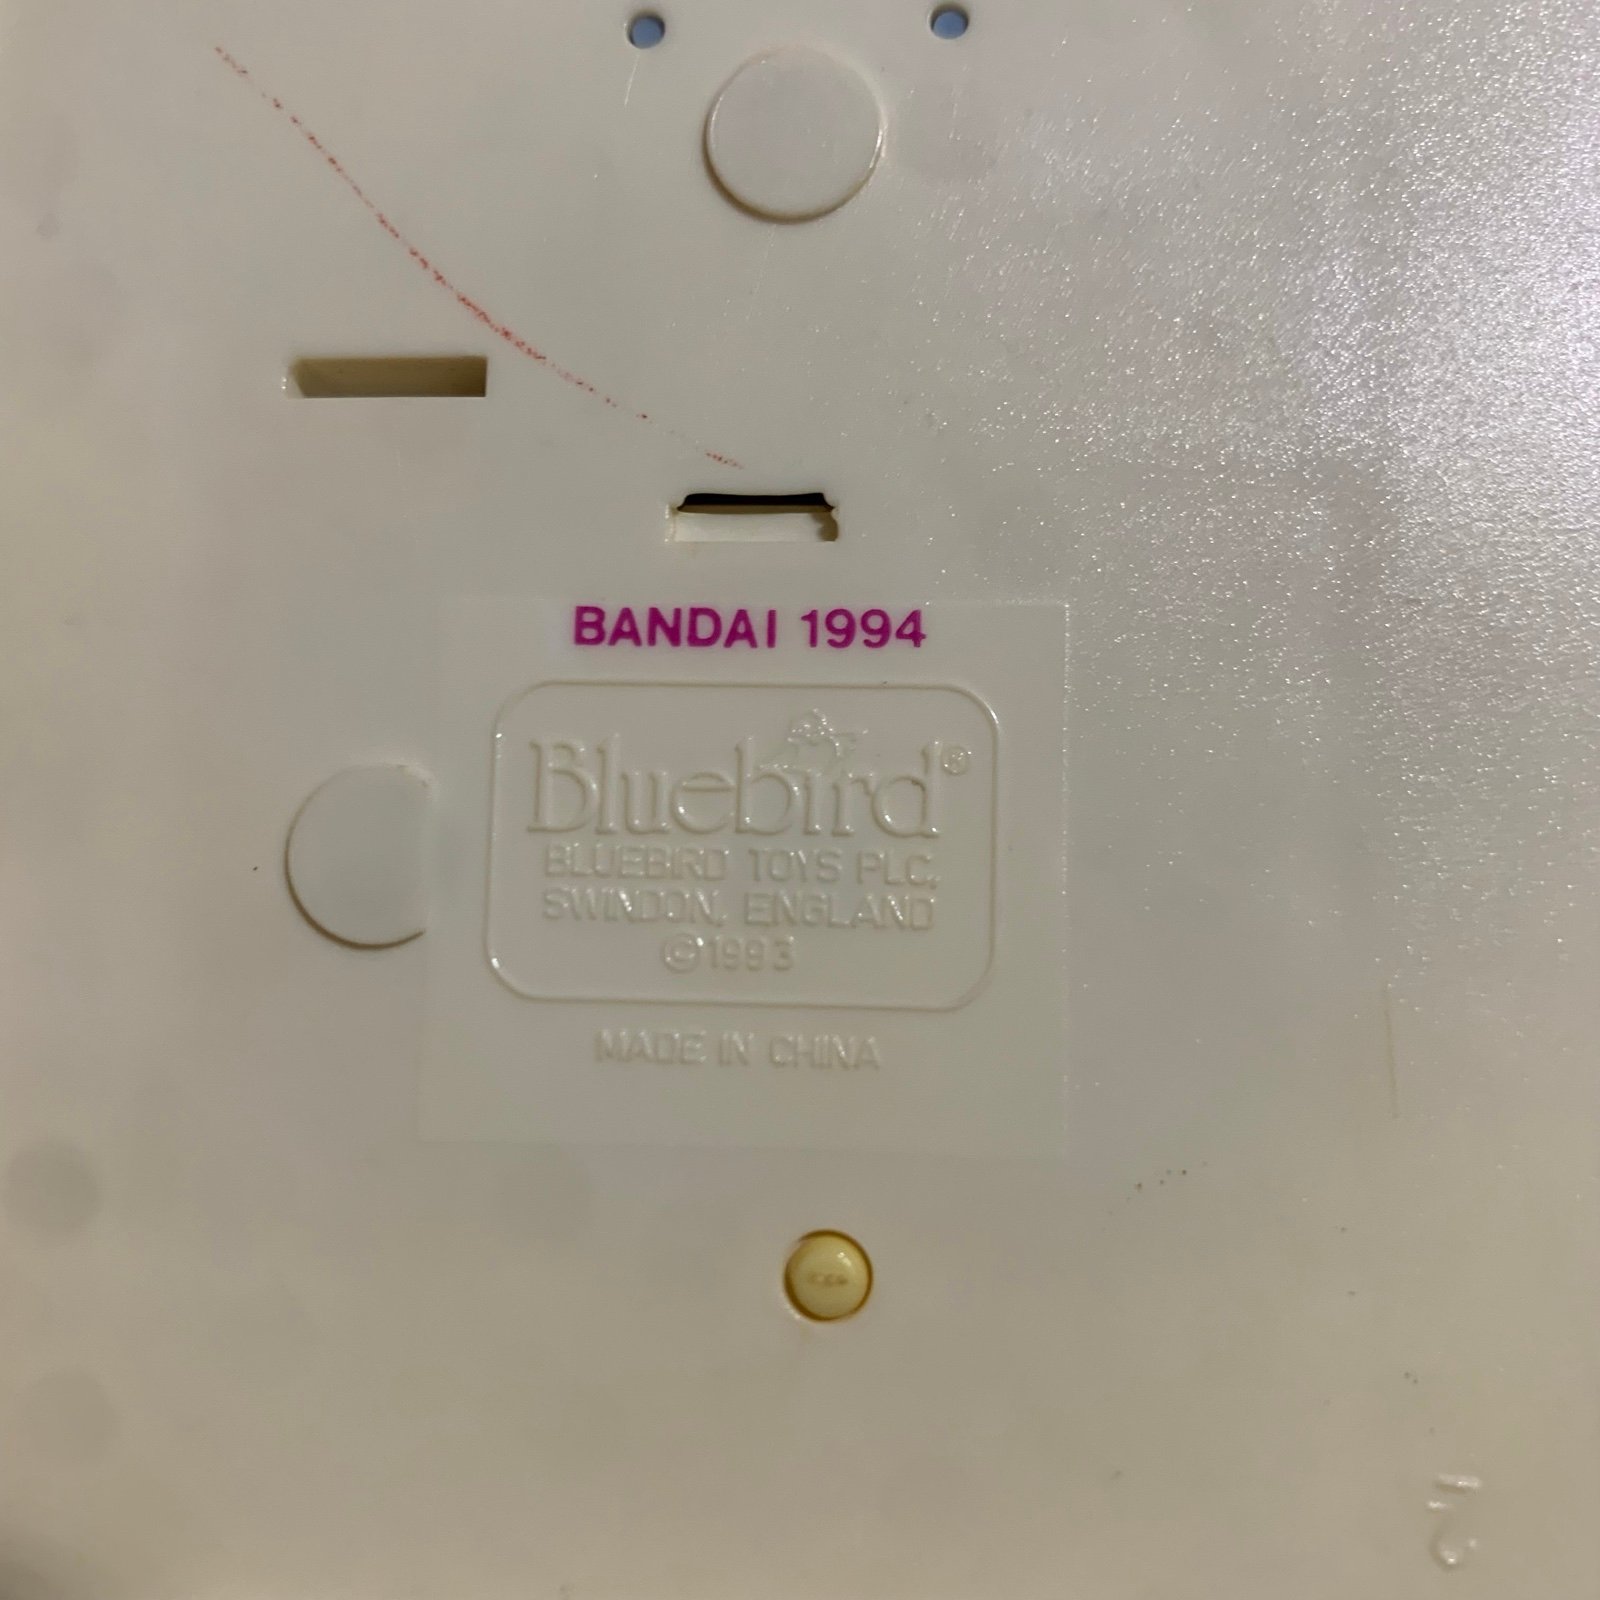 BANDAI 1994
Bluebird®
BLUEBIRD TOYS PLC.
SWINDON, ENGLAND
©1993
MADE IN CHINA